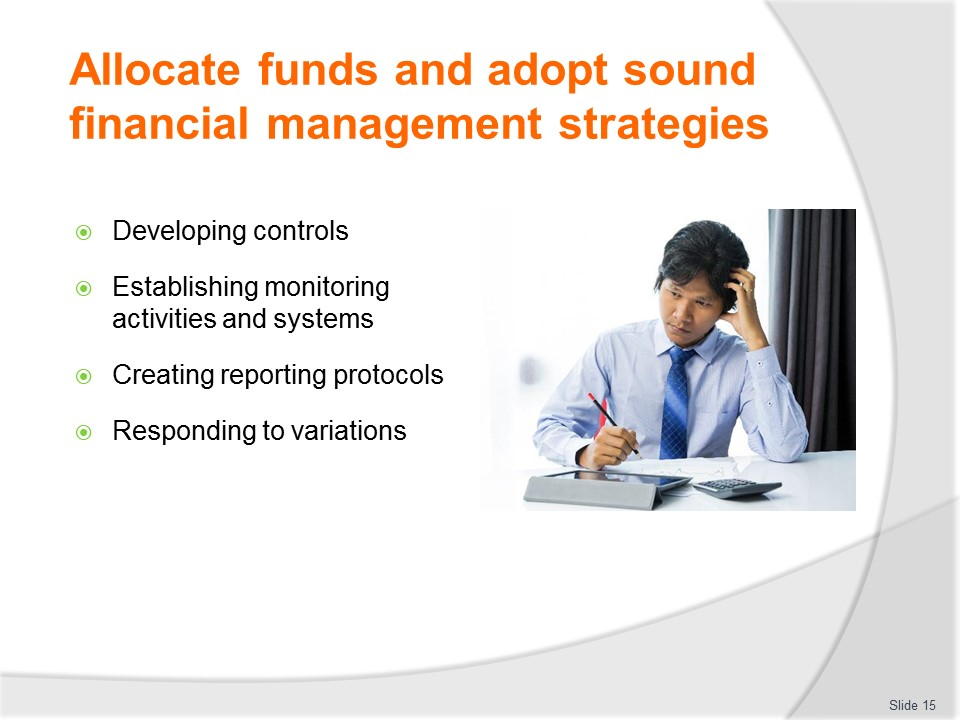 Allocate funds and adopt sound
financial management strategies
Developing controls
Establishing monitoring
activities and systems
Creating reporting protocols
Responding to variations
Slide 15